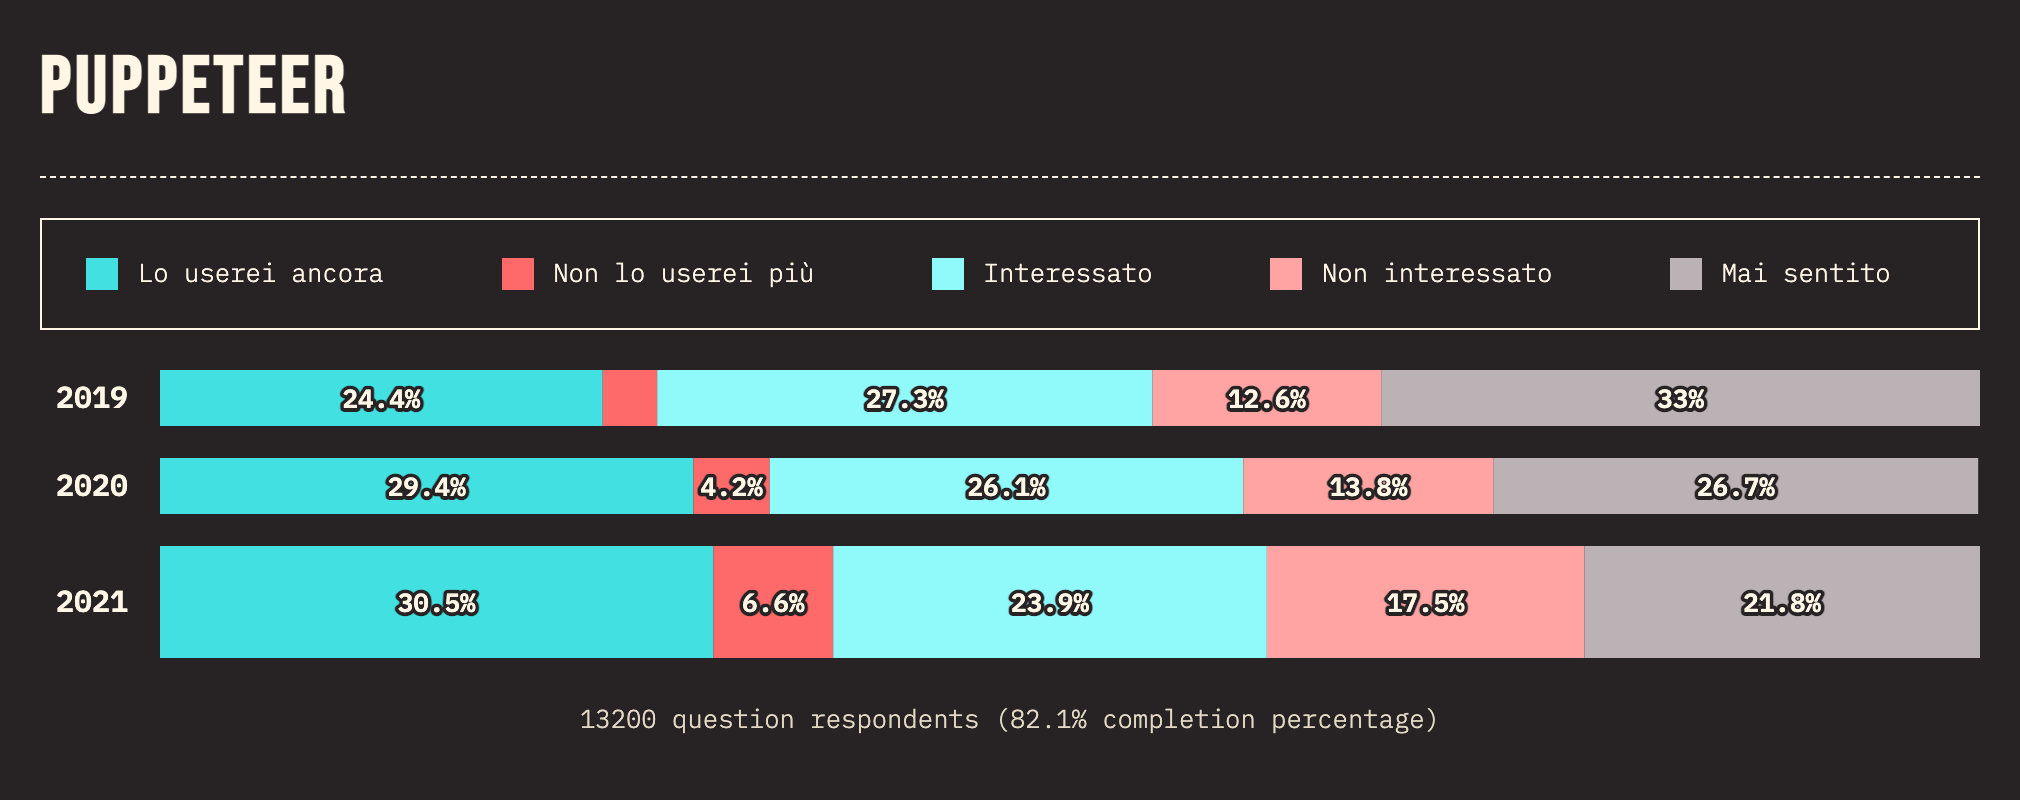 PUPPETEER
Lo userei ancora Non lo userei più Interessato Non interessato Mai sentito
2019 24.4% 27.3% 12.6% 33%
2020 29.4% 4.2% 26.1% 13.8% 26.7%
2021 30.5% 6.6% 23.9% 17.5% 21.8%
13200 question respondents (82.1% completion percentage)